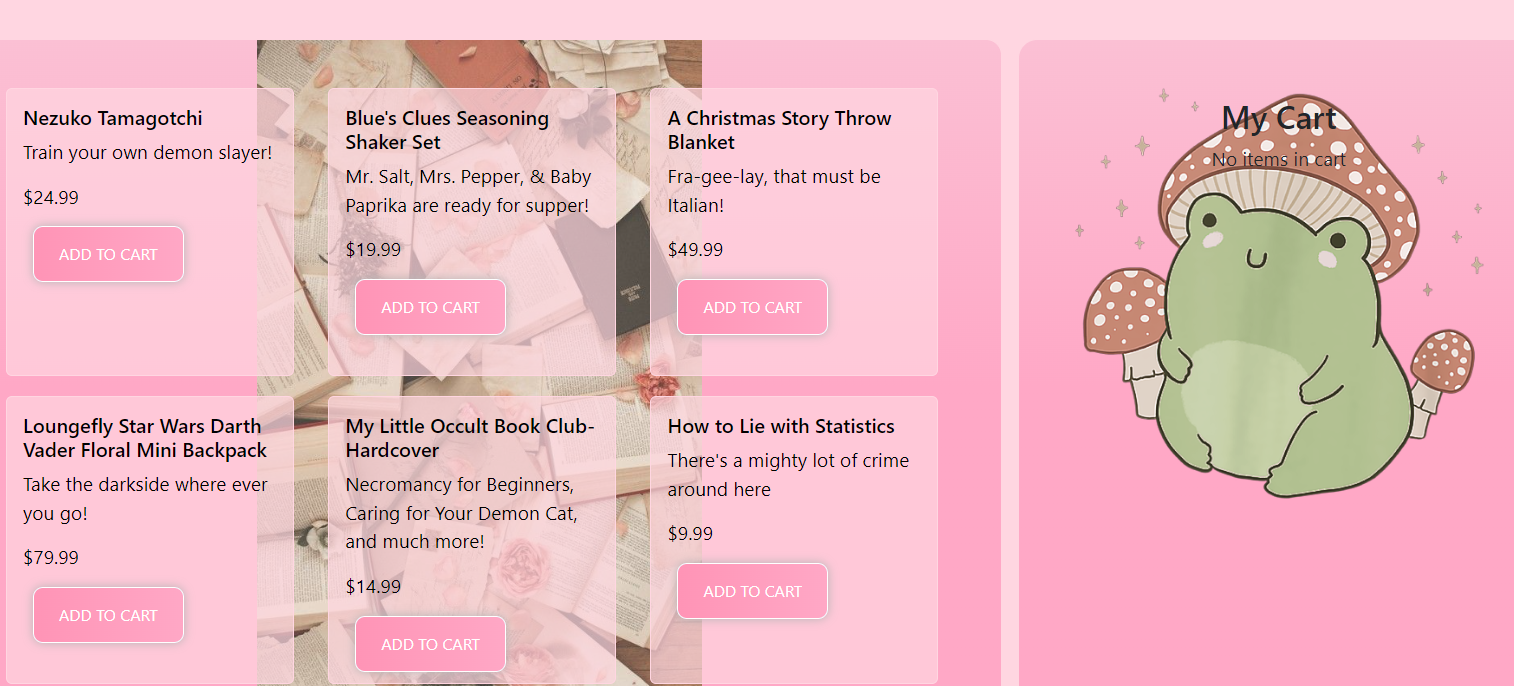 Nezuko Tamagotchi
Train your own demon slayer!
$24.99
ADD TO CART
Blue's Clues Seasoning
Shaker Set
Mr. Salt, Mrs. Pepper, & Baby
Paprika are ready for supper!
$19.99
ADD TO CART
A Christmas Story Throw
Blanket
Fra-gee-lay, that must be
Italian!
$49.99
ADD TO CART
Loungefly Star Wars Darth
Vader Floral Mini Backpack
Take the darkside where ever
you go!
$79.99
ADD TO CART
My Little Occult Book Club-
Hardcover
Necromancy for Beginners,
Caring for Your Demon Cat,
and much more!
$14.99
ADD TO CART
How to Lie with Statistics
There's a mighty lot of crime
around here
$9.99
ADD TO CART
My Cart
No items in cart